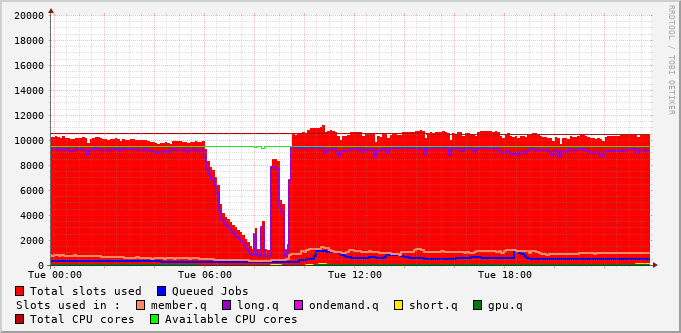 20000
18000
16000
14000
12000
10000
8000
6000
4000
2000
0
Tue 00:00 Tue 06:00 Tue 12:00 Tue 18:00
RRDTOOL / TOBI OETIKER
Total slots used Queued Jobs
Slots used in : member.q long.q ondemand.q short.q gpu.q
Total CPU cores Available CPU cores